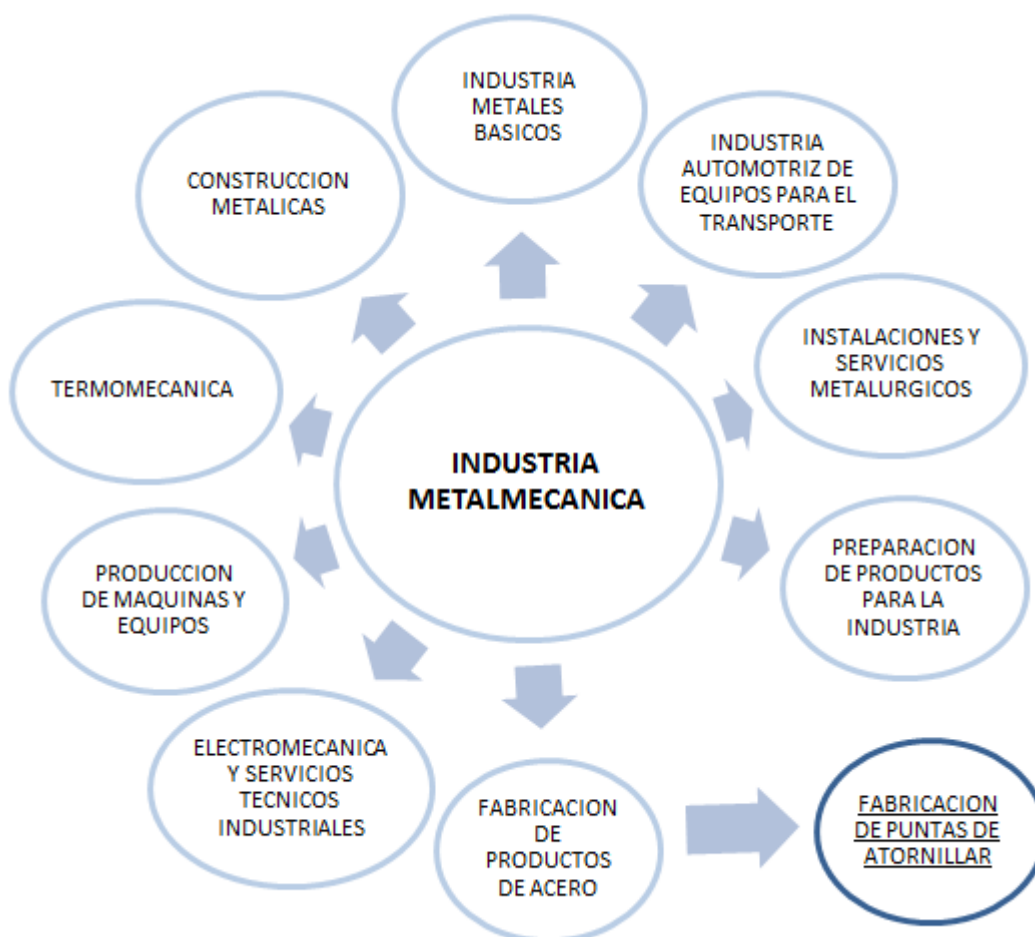 INDUSTRIA
METALES
BASICOS
INDUSTRIA
AUTOMOTRIZ DE
EQUIPOS PARA EL
TRANSPORTE
CONSTRUCCION
METALICAS
INSTALACIONES Y
SERVICIOS
METALURGICOS
TERMOMECANICA
INDUSTRIA
METALMECANICA
PREPARACION
DE PRODUCTOS
PARA LA
INDUSTRIA
PRODUCCION
DE MAQUINAS Y
EQUIPOS
ELECTROMECANICA
Y SERVICIOS
TECNICOS
INDUSTRIALES
FABRICACION
DE
PRODUCTOS
DE ACERO
FABRICACION
DE PUNTAS DE
ATORNILLAR